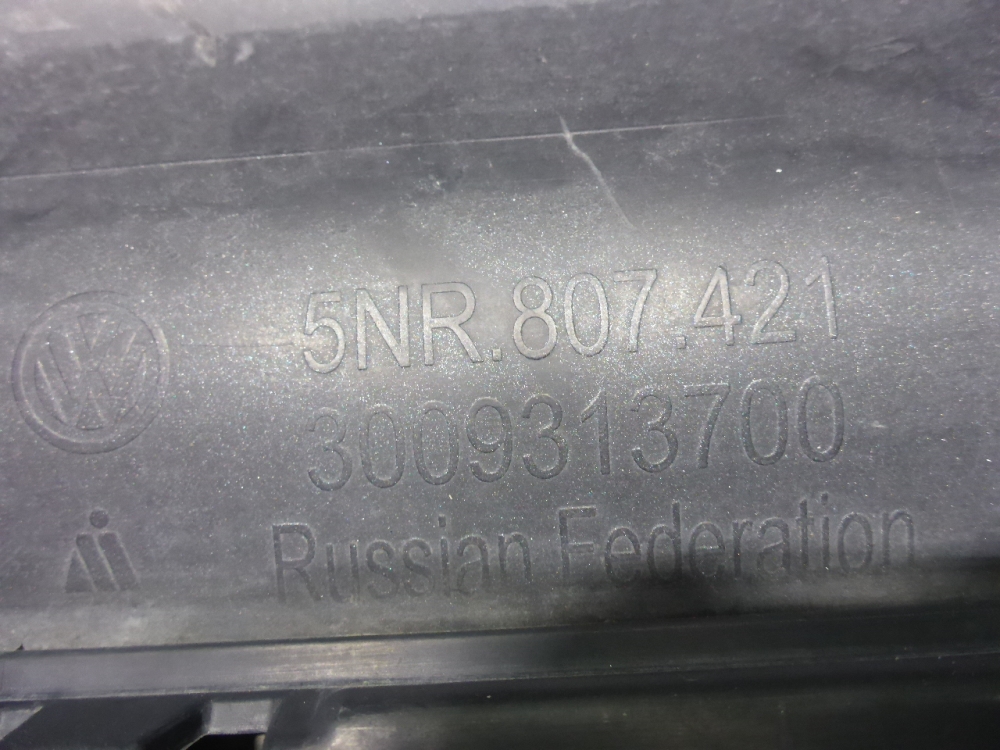 5NR.807.421
3009313700
Russian Federation